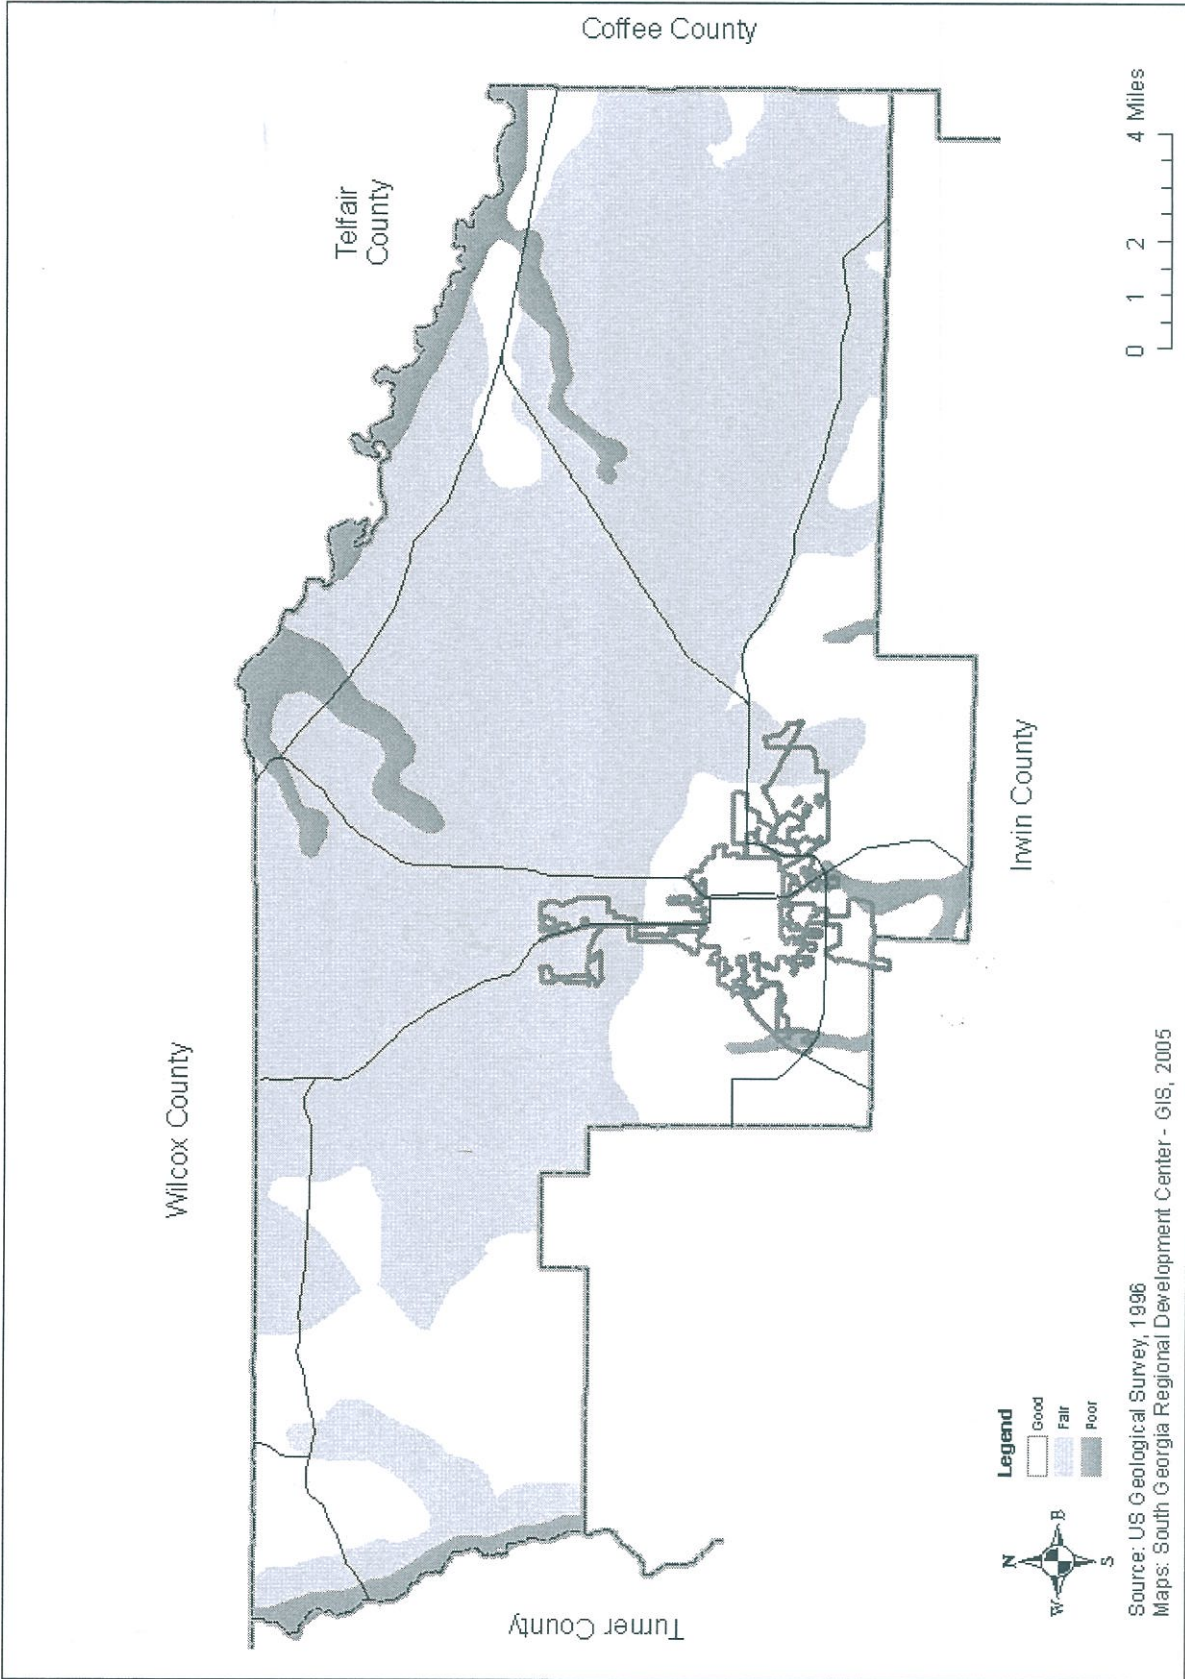 Wilcox County
Telfair
County
Coffee County
Turner County
Irwin County
Legend
Good
Fair
Poor
N
W
E
S
0 1 2 4 Miles
Source: US Geological Survey, 1996
Maps: South Georgia Regional Development Center - GIS, 2005